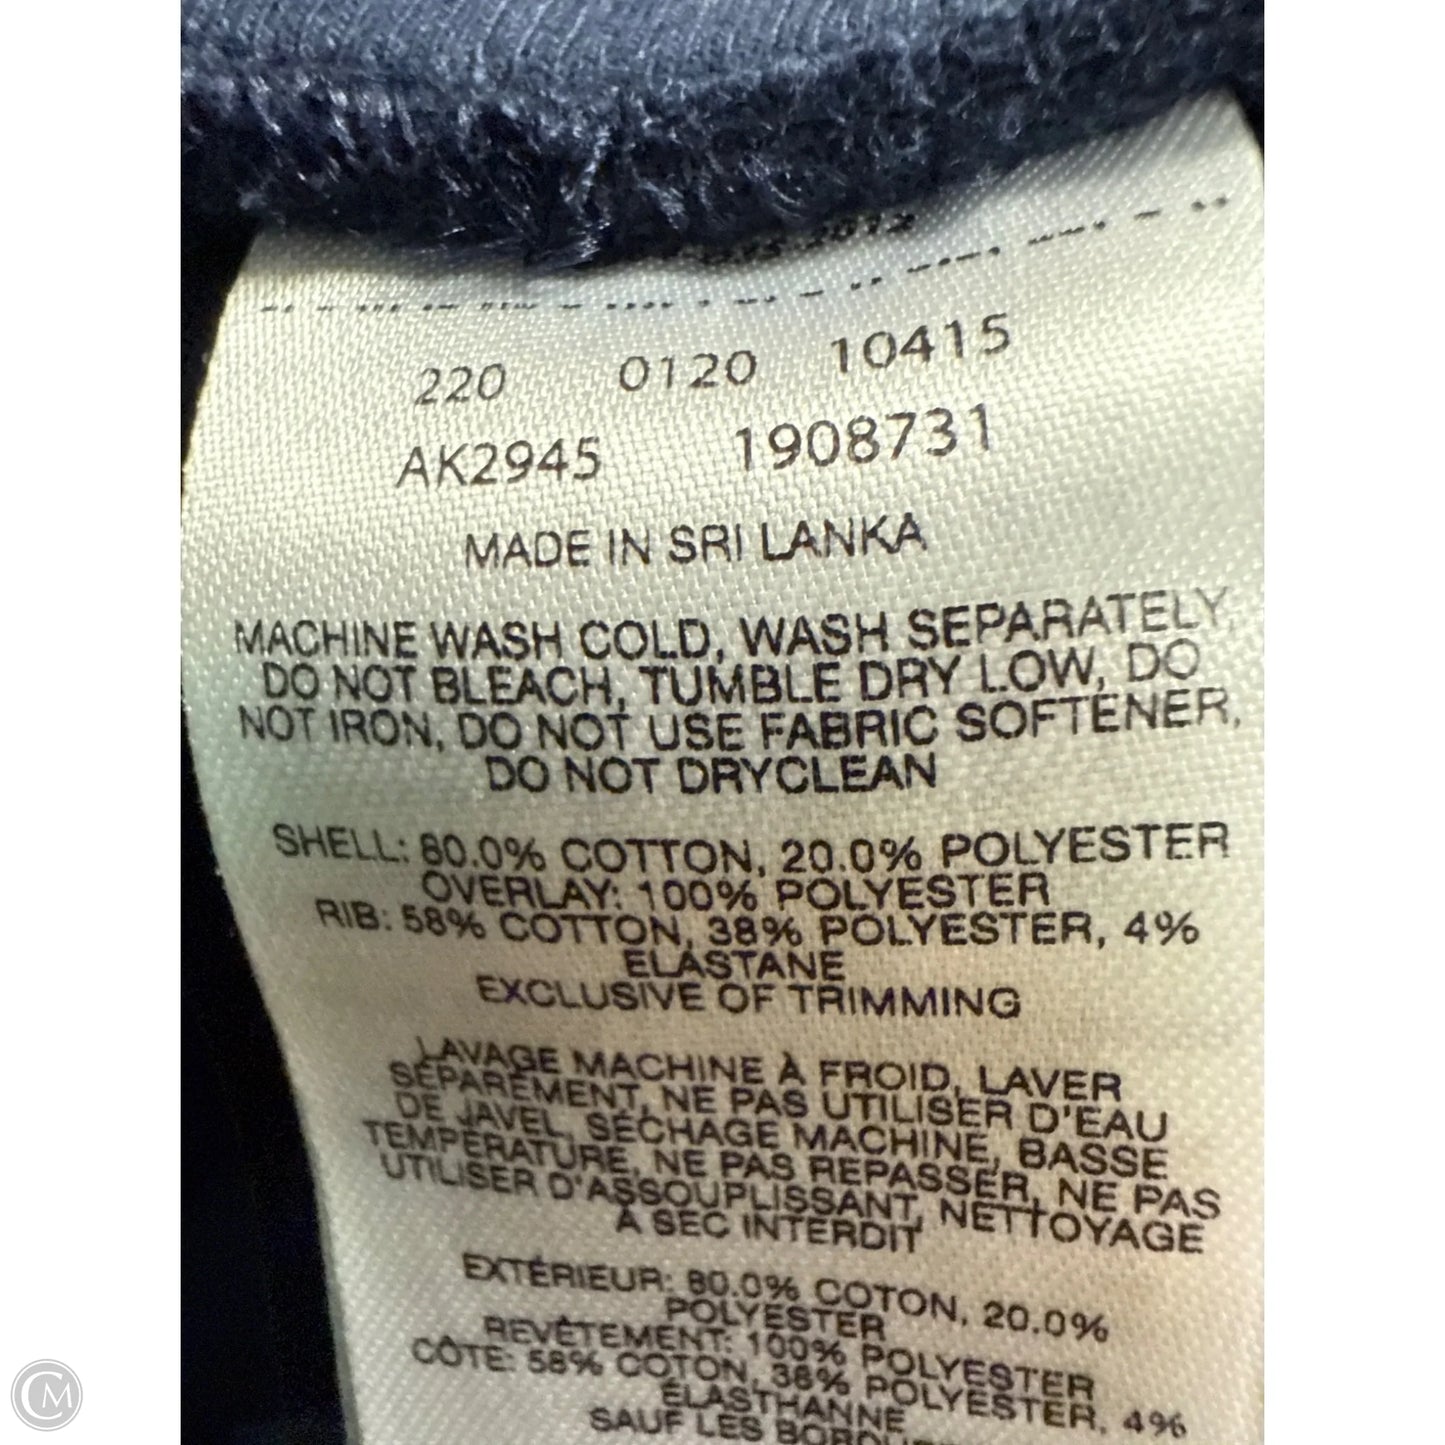 220 0120 10415
AK2945 1908731
MADE IN SRI LANKA
MACHINE WASH COLD, WASH SEPARATELY,
DO NOT BLEACH, TUMBLE DRY LOW, DO
NOT IRON, DO NOT USE FABRIC SOFTENER,
DO NOT DRYCLEAN
SHELL: 80.0% COTTON, 20.0% POLYESTER
OVERLAY: 100% POLYESTER
RIB: 58% COTTON, 38% POLYESTER, 4%
ELASTANE
EXCLUSIVE OF TRIMMING
LAVAGE MACHINE À FROID, LAVER
SÉPARÉMENT, NE PAS UTILISER D'EAU
DE JAVEL, SÉCHAGE MACHINE, BASSE
TEMPÉRATURE, NE PAS REPASSER, NE PAS
UTILISER D'ASSOUPLISSANT, NETTOYAGE
À SEC INTERDIT
EXTÉRIEUR: 80.0% COTON, 20.0%
POLYESTER
REVÊTEMENT: 100% POLYESTER
CÔTE: 58% COTON, 38% POLYESTER, 4%
ÉLASTHANNE
SAUF LES
CM